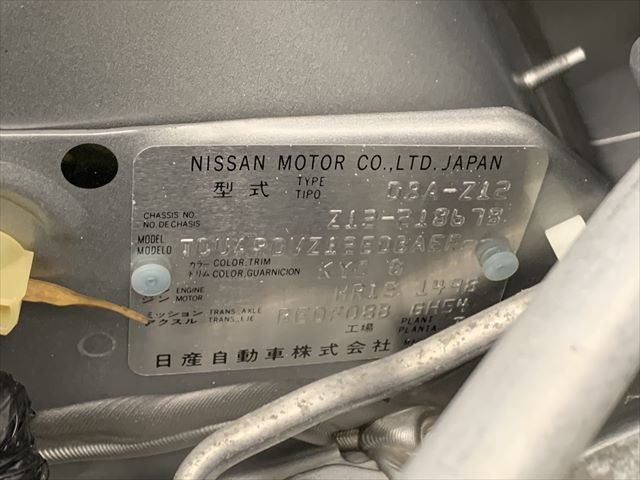 NISSAN MOTOR CO.,LTD. JAPAN
型式 TYPE TIPO DBA-Z12
CHASSIS NO. NO.DE CHASIS Z12-218678
MODEL MODELO
カラー COLOR,TRIM トリム COLOR,GUARNICION KY0 G
エンジン ENGINE MOTOR HR15 1498
ミッション アクスル TRANS.,AXLE TRANS.,EJE RE0F08B GH54
工場 PLANT PLANTA
日産自動車株式会社